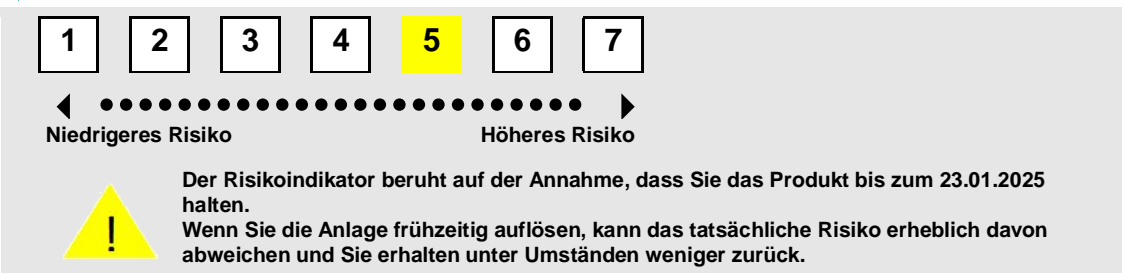 1 2 3 4 5 6 7
Niedrigeres Risiko Höheres Risiko
Der Risikoindikator beruht auf der Annahme, dass Sie das Produkt bis zum 23.01.2025
halten.
Wenn Sie die Anlage frühzeitig auflösen, kann das tatsächliche Risiko erheblich davon
abweichen und Sie erhalten unter Umständen weniger zurück.
!